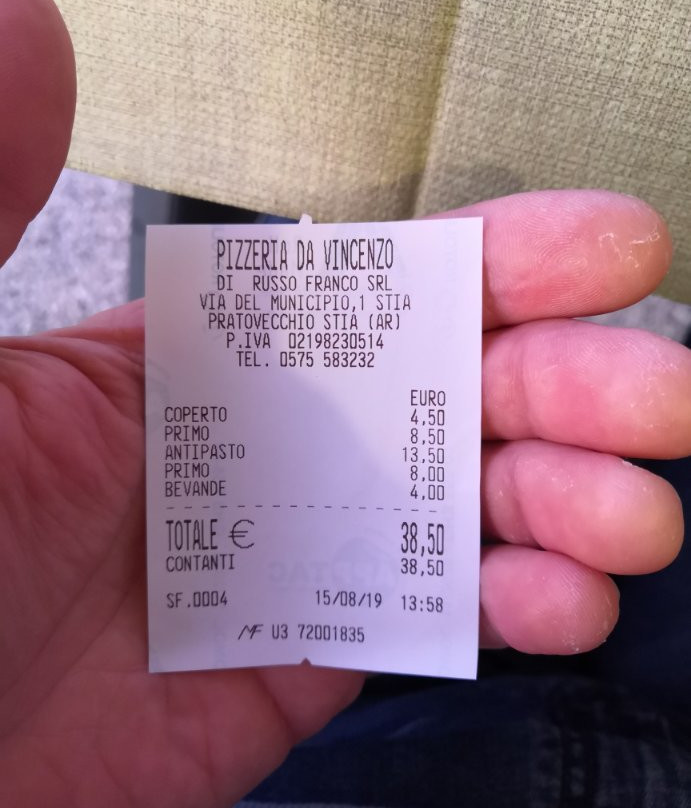 PIZZERIA DA VINCENZO
DI RUSSO FRANCO SRL
VIA DEL MUNICIPIO,1 STIA
PRATOVECCHIO STIA (AR)
P.IVA 02198230514
TEL. 0575 583232
EURO
COPERTO 4,50
PRIMO 8,50
ANTIPASTO 13,50
PRIMO 8,00
BEVANDE 4,00
TOTALE € 38,50
CONTANTI 38,50
SF.0004 15/08/19 13:58
MF U3 72001835